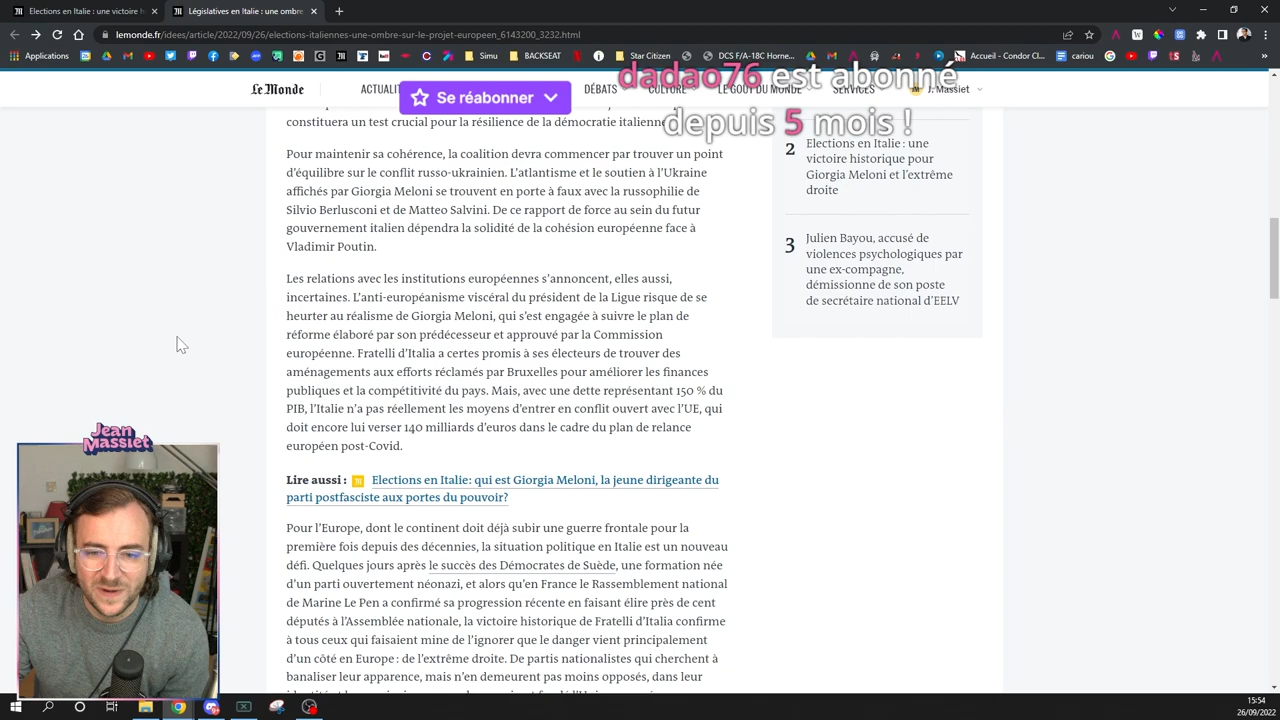 Elections en Italie : une victoire h
Législatives en Italie : une ombre
lemonde.fr/idees/article/2022/09/26/elections-italiennes-une-ombre-sur-le-projet-europeen_6143200_3232.html
Applications
Simu
BACKSEAT
Star Citizen
DCS F/A-18C Horne...
Accueil - Condor Cl...
dadao76 est abonné
depuis 5 mois !
Le Monde
Se réabonner
DÉBATS
CULTURE
LE GOÛT DU MONDE
SERVICES
J. Massiet
constituera un test crucial pour la résilience de la démocratie italienne
Pour maintenir sa cohérence, la coalition devra commencer par trouver un point
d’équilibre sur le conflit russo-ukrainien. L’atlantisme et le soutien à l’Ukraine
affichés par Giorgia Meloni se trouvent en porte à faux avec la russophilie de
Silvio Berlusconi et de Matteo Salvini. De ce rapport de force au sein du futur
gouvernement italien dépendra la solidité de la cohésion européenne face à
Vladimir Poutin.
Les relations avec les institutions européennes s’annoncent, elles aussi,
incertaines. L’anti-européanisme viscéral du président de la Ligue risque de se
heurter au réalisme de Giorgia Meloni, qui s’est engagée à suivre le plan de
réforme élaboré par son prédécesseur et approuvé par la Commission
européenne. Fratelli d’Italia a certes promis à ses électeurs de trouver des
aménagements aux efforts réclamés par Bruxelles pour améliorer les finances
publiques et la compétitivité du pays. Mais, avec une dette représentant 150 % du
PIB, l’Italie n’a pas réellement les moyens d’entrer en conflit ouvert avec l’UE, qui
doit encore lui verser 140 milliards d’euros dans le cadre du plan de relance
européen post-Covid.
Lire aussi : Elections en Italie: qui est Giorgia Meloni, la jeune dirigeante du
parti postfasciste aux portes du pouvoir?
Pour l’Europe, dont le continent doit déjà subir une guerre frontale pour la
première fois depuis des décennies, la situation politique en Italie est un nouveau
défi. Quelques jours après le succès des Démocrates de Suède, une formation née
d’un parti ouvertement néonazi, et alors qu’en France le Rassemblement national
de Marine Le Pen a confirmé sa progression récente en faisant élire près de cent
députés à l’Assemblée nationale, la victoire historique de Fratelli d’Italia confirme
à tous ceux qui faisaient mine de l’ignorer que le danger vient principalement
d’un côté en Europe : de l’extrême droite. De partis nationalistes qui cherchent à
banaliser leur apparence, mais n’en demeurent pas moins opposés, dans leur
2
Elections en Italie : une
victoire historique pour
Giorgia Meloni et l’extrême
droite
3
Julien Bayou, accusé de
violences psychologiques par
une ex-compagne,
démissionne de son poste
de secrétaire national d’EELV
Jean
Massiet
15:54
26/09/2022